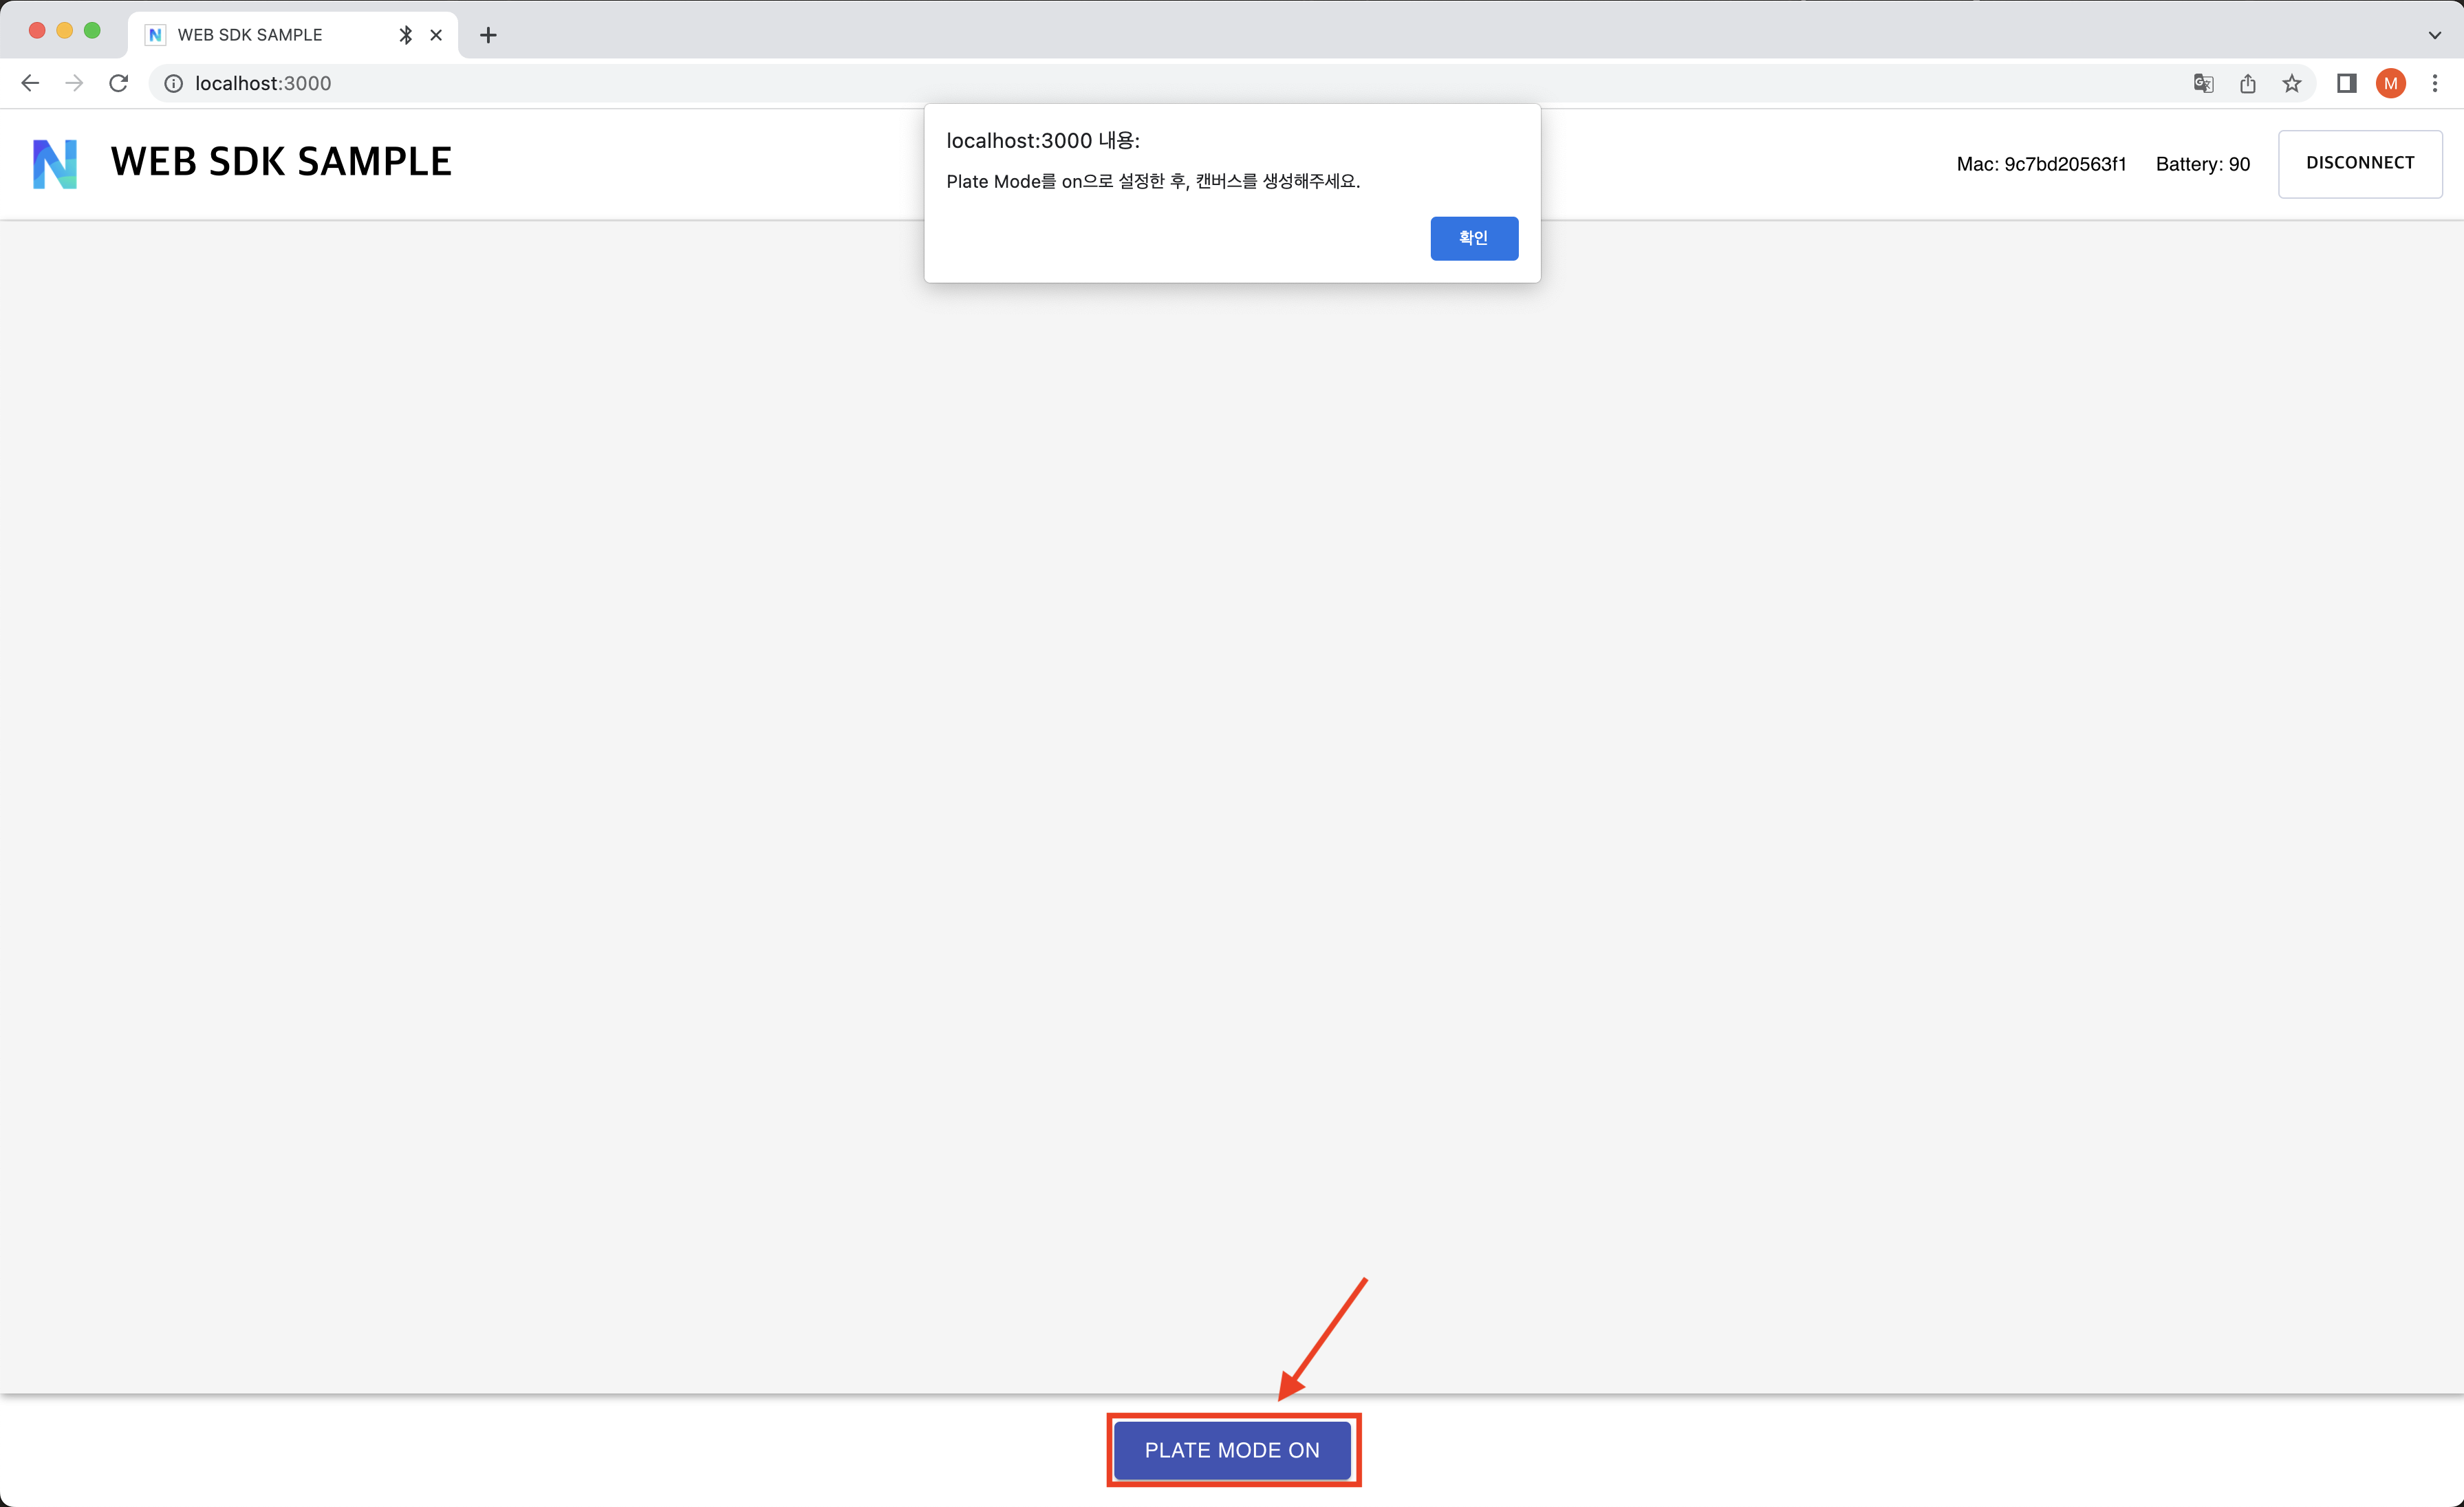 WEB SDK SAMPLE
localhost:3000
M
localhost:3000 내용:
Plate Mode를 on으로 설정한 후, 캔버스를 생성해주세요.
확인
N WEB SDK SAMPLE
Mac: 9c7bd20563f1 Battery: 90 DISCONNECT
PLATE MODE ON